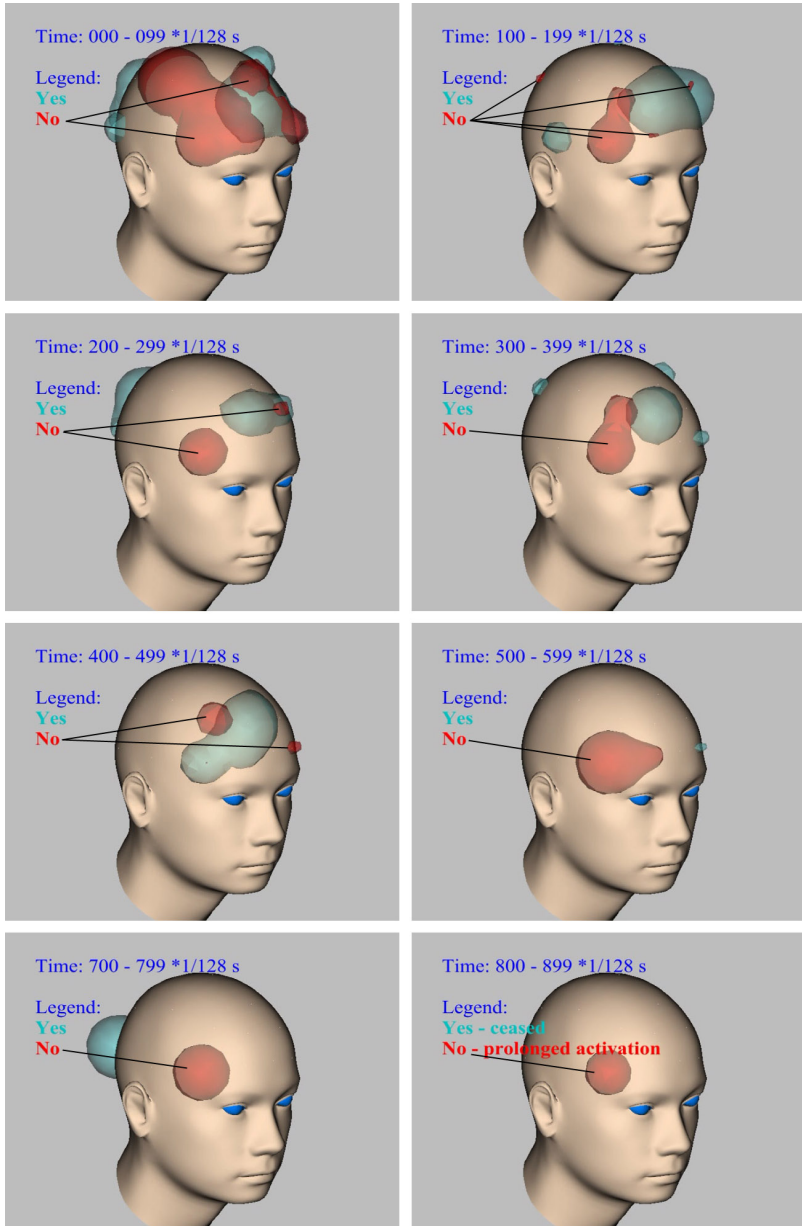 Time: 000 - 099 *1/128 s
Legend:
Yes
No
Time: 100 - 199 *1/128 s
Legend:
Yes
No
Time: 200 - 299 *1/128 s
Legend:
Yes
No
Time: 300 - 399 *1/128 s
Legend:
Yes
No
Time: 400 - 499 *1/128 s
Legend:
Yes
No
Time: 500 - 599 *1/128 s
Legend:
Yes
No
Time: 700 - 799 *1/128 s
Legend:
Yes
No
Time: 800 - 899 *1/128 s
Legend:
Yes - ceased
No - prolonged activation